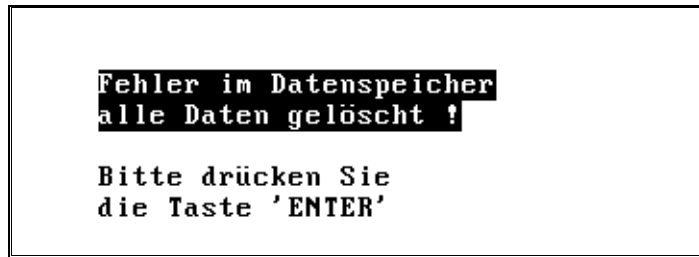 Fehler im Datenspeicher
alle Daten gelöscht !
Bitte drücken Sie
die Taste 'ENTER'